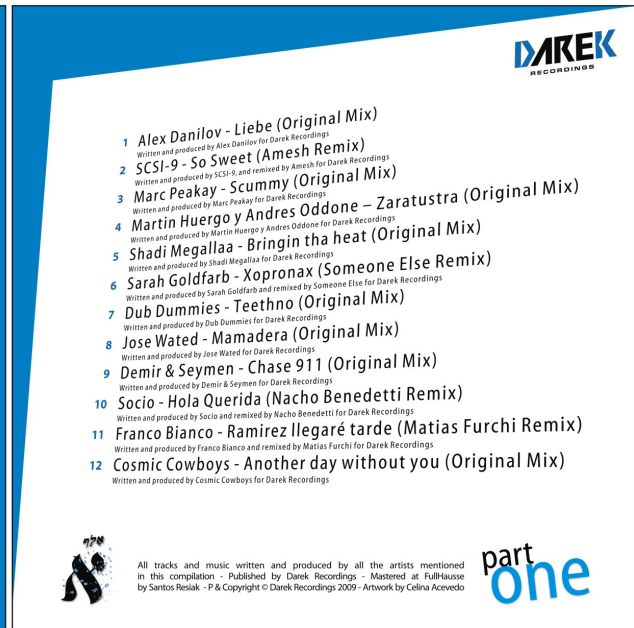 DAREK
RECORDINGS
1 Alex Danilov - Liebe (Original Mix)
Written and produced by Alex Danilov for Darek Recordings
2 SCSI-9 - So Sweet (Amesh Remix)
Written and produced by SCSI-9, and remixed by Amesh for Darek Recordings
3 Marc Peakay - Scummy (Original Mix)
Written and produced by Marc Peakay for Darek Recordings
4 Martin Huergo y Andres Oddone – Zaratustra (Original Mix)
Written and produced by Martin Huergo y Andres Oddone for Darek Recordings
5 Shadi Megallaa - Bringin tha heat (Original Mix)
Written and produced by Shadi Megallaa for Darek Recordings
6 Sarah Goldfarb - Xopronax (Someone Else Remix)
Written and produced by Sarah Goldfarb and remixed by Someone Else for Darek Recordings
7 Dub Dummies - Teethno (Original Mix)
Written and produced by Dub Dummies for Darek Recordings
8 Jose Wated - Mamadera (Original Mix)
Written and produced by Jose Wated for Darek Recordings
9 Demir & Seymen - Chase 911 (Original Mix)
Written and produced by Demir & Seymen for Darek Recordings
10 Socio - Hola Querida (Nacho Benedetti Remix)
Written and produced by Socio and remixed by Nacho Benedetti for Darek Recordings
11 Franco Bianco - Ramirez llegaré tarde (Matias Furchi Remix)
Written and produced by Franco Bianco and remixed by Matias Furchi for Darek Recordings
12 Cosmic Cowboys - Another day without you (Original Mix)
Written and produced by Cosmic Cowboys for Darek Recordings
אלף
א
All tracks and music written and produced by all the artists mentioned
in this compilation - Published by Darek Recordings - Mastered at FullHausse
by Santos Resiak - P & Copyright © Darek Recordings 2009 - Artwork by Celina Acevedo
part
one